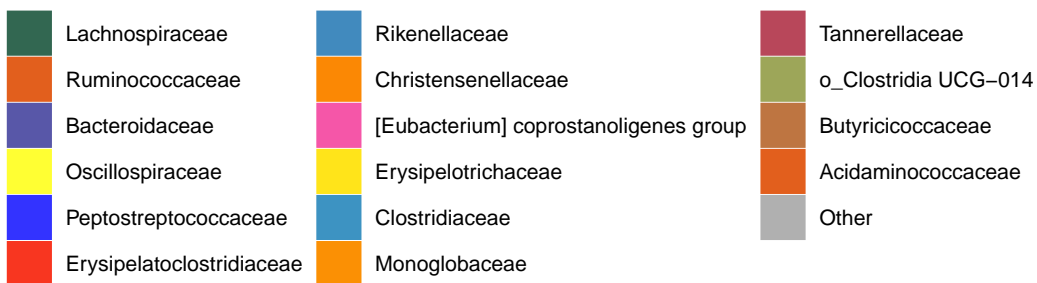 Lachnospiraceae
Ruminococcaceae
Bacteroidaceae
Oscillospiraceae
Peptostreptococcaceae
Erysipelatoclostridiaceae
Rikenellaceae
Christensenellaceae
[Eubacterium] coprostanoligenes group
Erysipelotrichaceae
Clostridiaceae
Monoglobaceae
Tannerellaceae
o_Clostridia UCG−014
Butyricicoccaceae
Acidaminococcaceae
Other